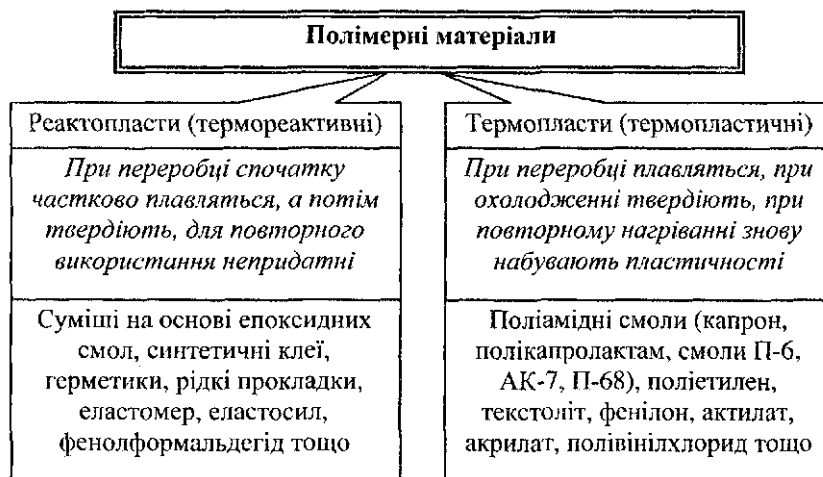 Полімерні матеріали
Реактопласти (термореактивні)
При переробці спочатку
частково плавляться, а потім
твердіють, для повторного
використання непридатні
Суміші на основі епоксидних
смол, синтетичні клеї,
герметики, рідкі прокладки,
еластомер, еластосил,
фенолформальдегід тощо
Термопласти (термопластичні)
При переробці плавляться, при
охолодженні твердіють, при
повторному нагріванні знову
набувають пластичності
Поліамідні смоли (капрон,
полікапролактам, смоли П-6,
АК-7, П-68), поліетилен,
текстоліт, фенілон, актилат,
акрилат, полівінілхлорид тощо